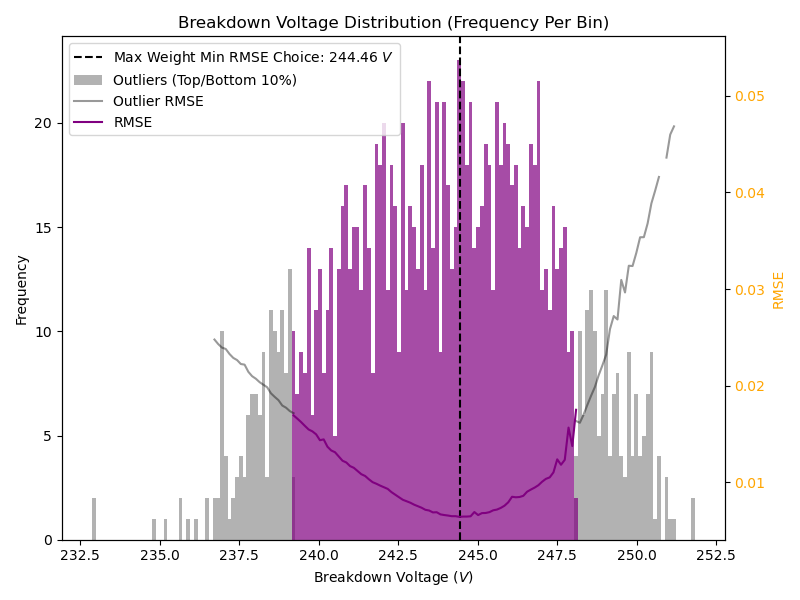 Breakdown Voltage Distribution (Frequency Per Bin)
Max Weight Min RMSE Choice: 244.46 V
Outliers (Top/Bottom 10%)
Outlier RMSE
RMSE
Frequency
0
5
10
15
20
232.5 235.0 237.5 240.0 242.5 245.0 247.5 250.0 252.5
Breakdown Voltage (V)
0.05
0.04
0.03
0.02
0.01
RMSE